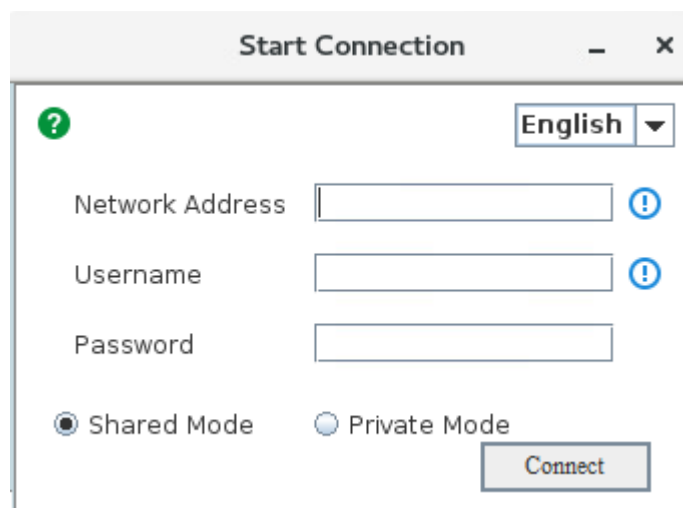 Start Connection
English
Network Address
Username
Password
Shared Mode Private Mode
Connect